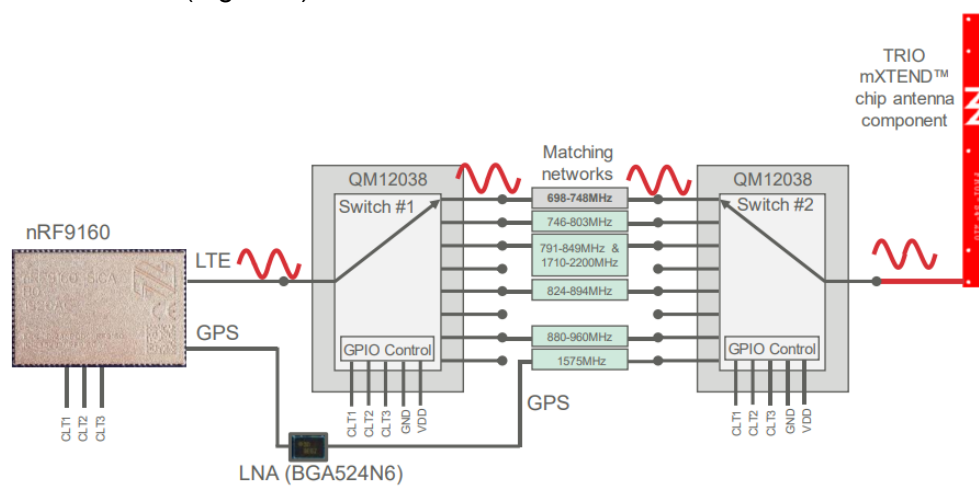 TRIO
mXTEND™
chip antenna
component
Matching
networks
QM12038
QM12038
Switch #1
Switch #2
698-748MHz
746-803MHz
791-849MHz &
1710-2200MHz
824-894MHz
880-960MHz
1575MHz
nRF9160
LTE
GPS
GPIO Control
GPIO Control
CLT1
CLT2
CLT3
CLT1
CLT2
CLT3
GND
VDD
CLT1
CLT2
CLT3
GND
VDD
GPS
LNA (BGA524N6)